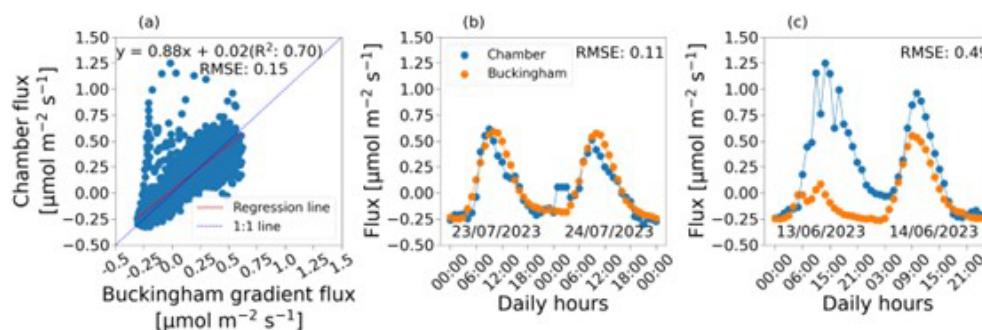 (a)
y = 0.88x + 0.02(R²: 0.70)
RMSE: 0.15
Chamber flux
[µmol m⁻² s⁻¹]
1.50
1.25
1.00
0.75
0.50
0.25
0.00
−0.25
−0.50
Regression line
1:1 line
-0.5 -0.25 0.0 0.25 0.5 0.75 1.0 1.25 1.5
Buckingham gradient flux
[µmol m⁻² s⁻¹]
(b)
Chamber
Buckingham
RMSE: 0.11
Flux [µmol m⁻² s⁻¹]
1.50
1.25
1.00
0.75
0.50
0.25
0.00
−0.25
−0.50
23/07/2023 24/07/2023
00:00 06:00 12:00 18:00 00:00 06:00 12:00 18:00 00:00
Daily hours
(c)
RMSE: 0.49
Flux [µmol m⁻² s⁻¹]
1.50
1.25
1.00
0.75
0.50
0.25
0.00
−0.25
−0.50
13/06/2023 14/06/2023
00:00 06:00 15:00 21:00 03:00 09:00 15:00 21:00
Daily hours